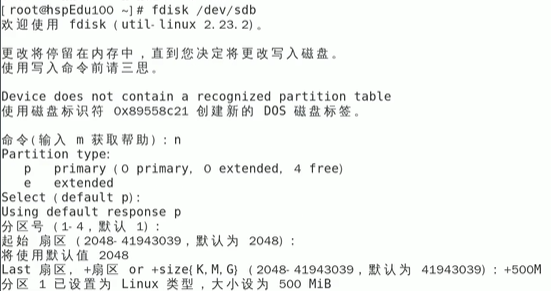 [root@hspEdu100 ~]# fdisk /dev/sdb
欢迎使用 fdisk (util-linux 2.23.2)。
更改将停留在内存中，直到您决定将更改写入磁盘。
使用写入命令前请三思。
Device does not contain a recognized partition table
使用磁盘标识符 0x89558c21 创建新的 DOS 磁盘标签。
命令(输入 m 获取帮助)：n
Partition type:
p primary (0 primary, 0 extended, 4 free)
e extended
Select (default p):
Using default response p
分区号 (1-4，默认 1)：
起始 扇区 (2048-41943039，默认为 2048)：
将使用默认值 2048
Last 扇区, +扇区 or +size{K,M,G} (2048-41943039，默认为 41943039)：+500M
分区 1 已设置为 Linux 类型，大小设为 500 MiB